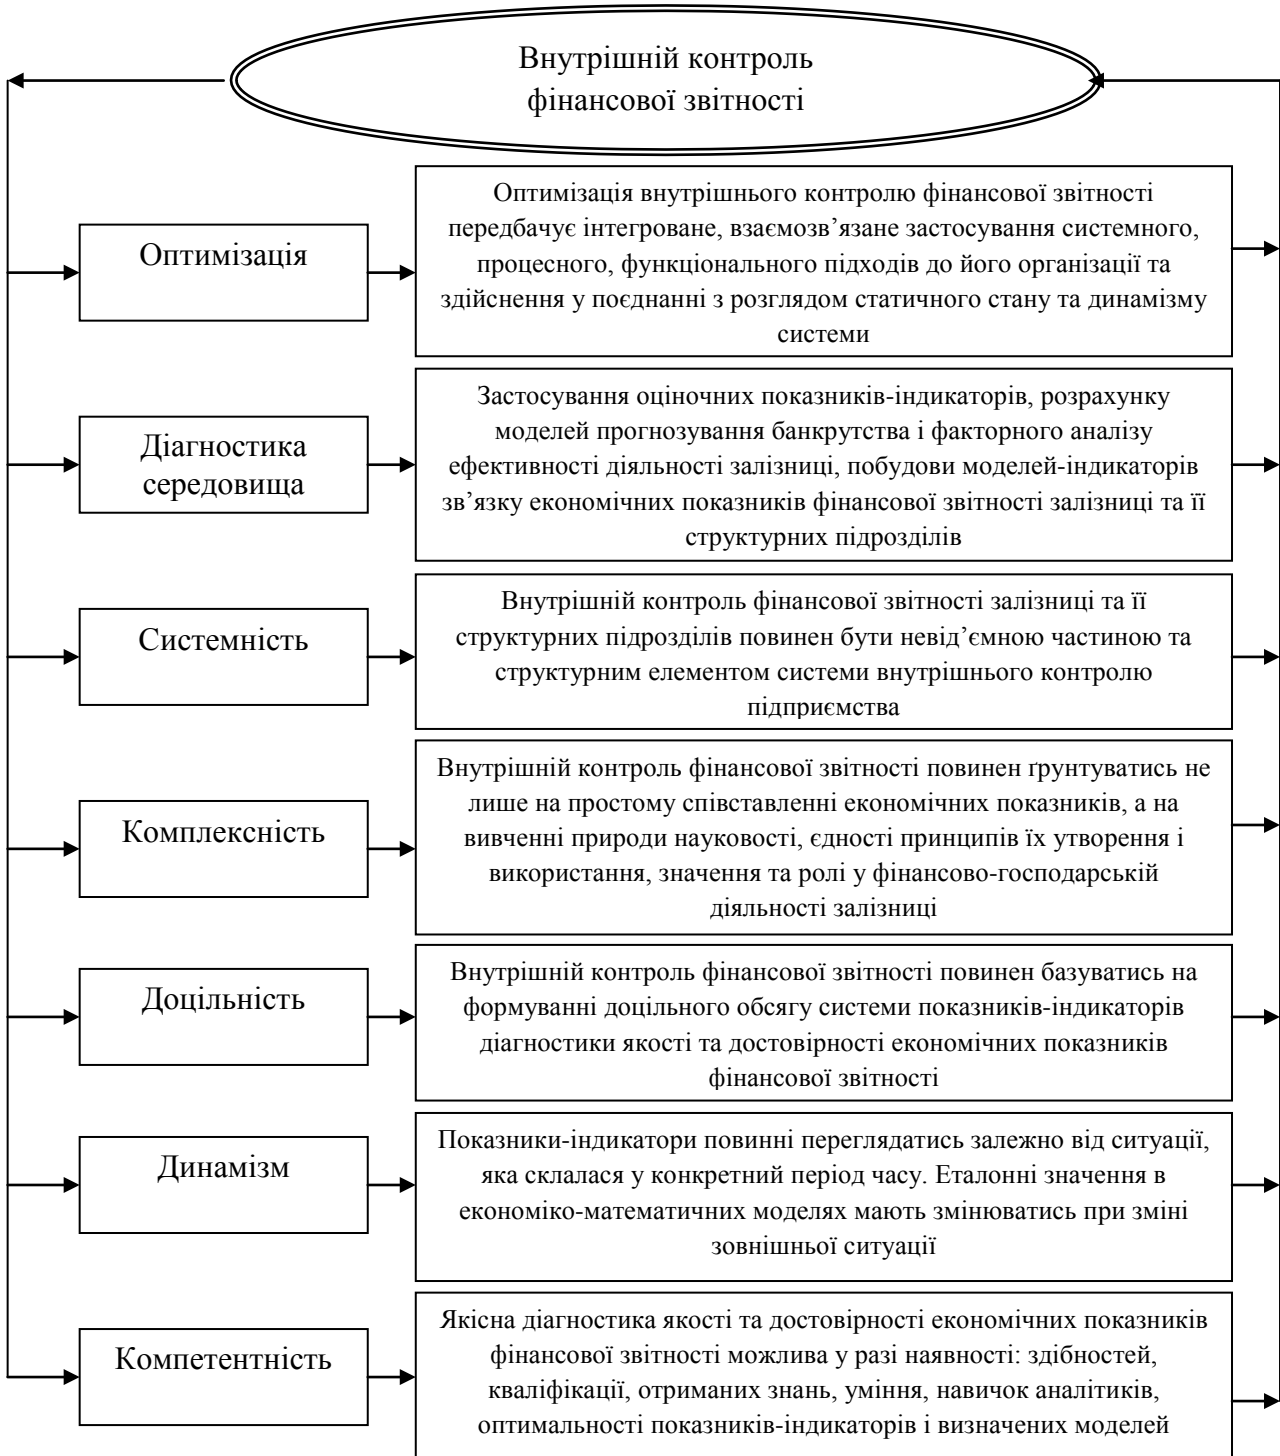 Внутрішній контроль
фінансової звітності
Оптимізація
Оптимізація внутрішнього контролю фінансової звітності
передбачує інтегроване, взаємозв’язане застосування системного,
процесного, функціонального підходів до його організації та
здійснення у поєднанні з розглядом статичного стану та динамізму
системи
Діагностика
середовища
Застосування оціночних показників-індикаторів, розрахунку
моделей прогнозування банкрутства і факторного аналізу
ефективності діяльності залізниці, побудови моделей-індикаторів
зв’язку економічних показників фінансової звітності залізниці та її
структурних підрозділів
Системність
Внутрішній контроль фінансової звітності залізниці та її
структурних підрозділів повинен бути невід’ємною частиною та
структурним елементом системи внутрішнього контролю
підприємства
Комплексність
Внутрішній контроль фінансової звітності повинен ґрунтуватись не
лише на простому співставленні економічних показників, а на
вивченні природи науковості, єдності принципів їх утворення і
використання, значення та ролі у фінансово-господарській
діяльності залізниці
Доцільність
Внутрішній контроль фінансової звітності повинен базуватись на
формуванні доцільного обсягу системи показників-індикаторів
діагностики якості та достовірності економічних показників
фінансової звітності
Динамізм
Показники-індикатори повинні переглядатись залежно від ситуації,
яка склалася у конкретний період часу. Еталонні значення в
економіко-математичних моделях мають змінюватись при зміні
зовнішньої ситуації
Компетентність
Якісна діагностика якості та достовірності економічних показників
фінансової звітності можлива у разі наявності: здібностей,
кваліфікації, отриманих знань, уміння, навичок аналітиків,
оптимальності показників-індикаторів і визначених моделей